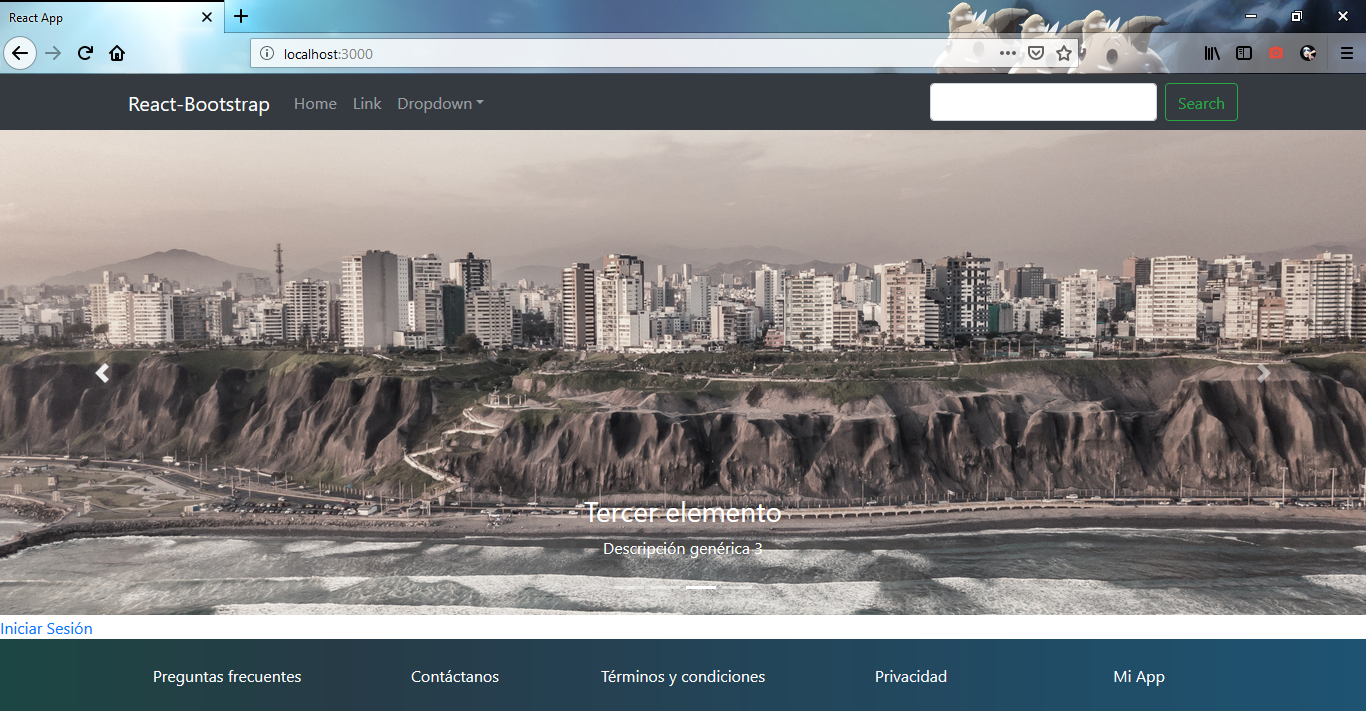 React App
localhost:3000
React-Bootstrap Home Link Dropdown Search
Tercer elemento
Descripción genérica 3
Iniciar Sesión
Preguntas frecuentes Contáctanos Términos y condiciones Privacidad Mi App